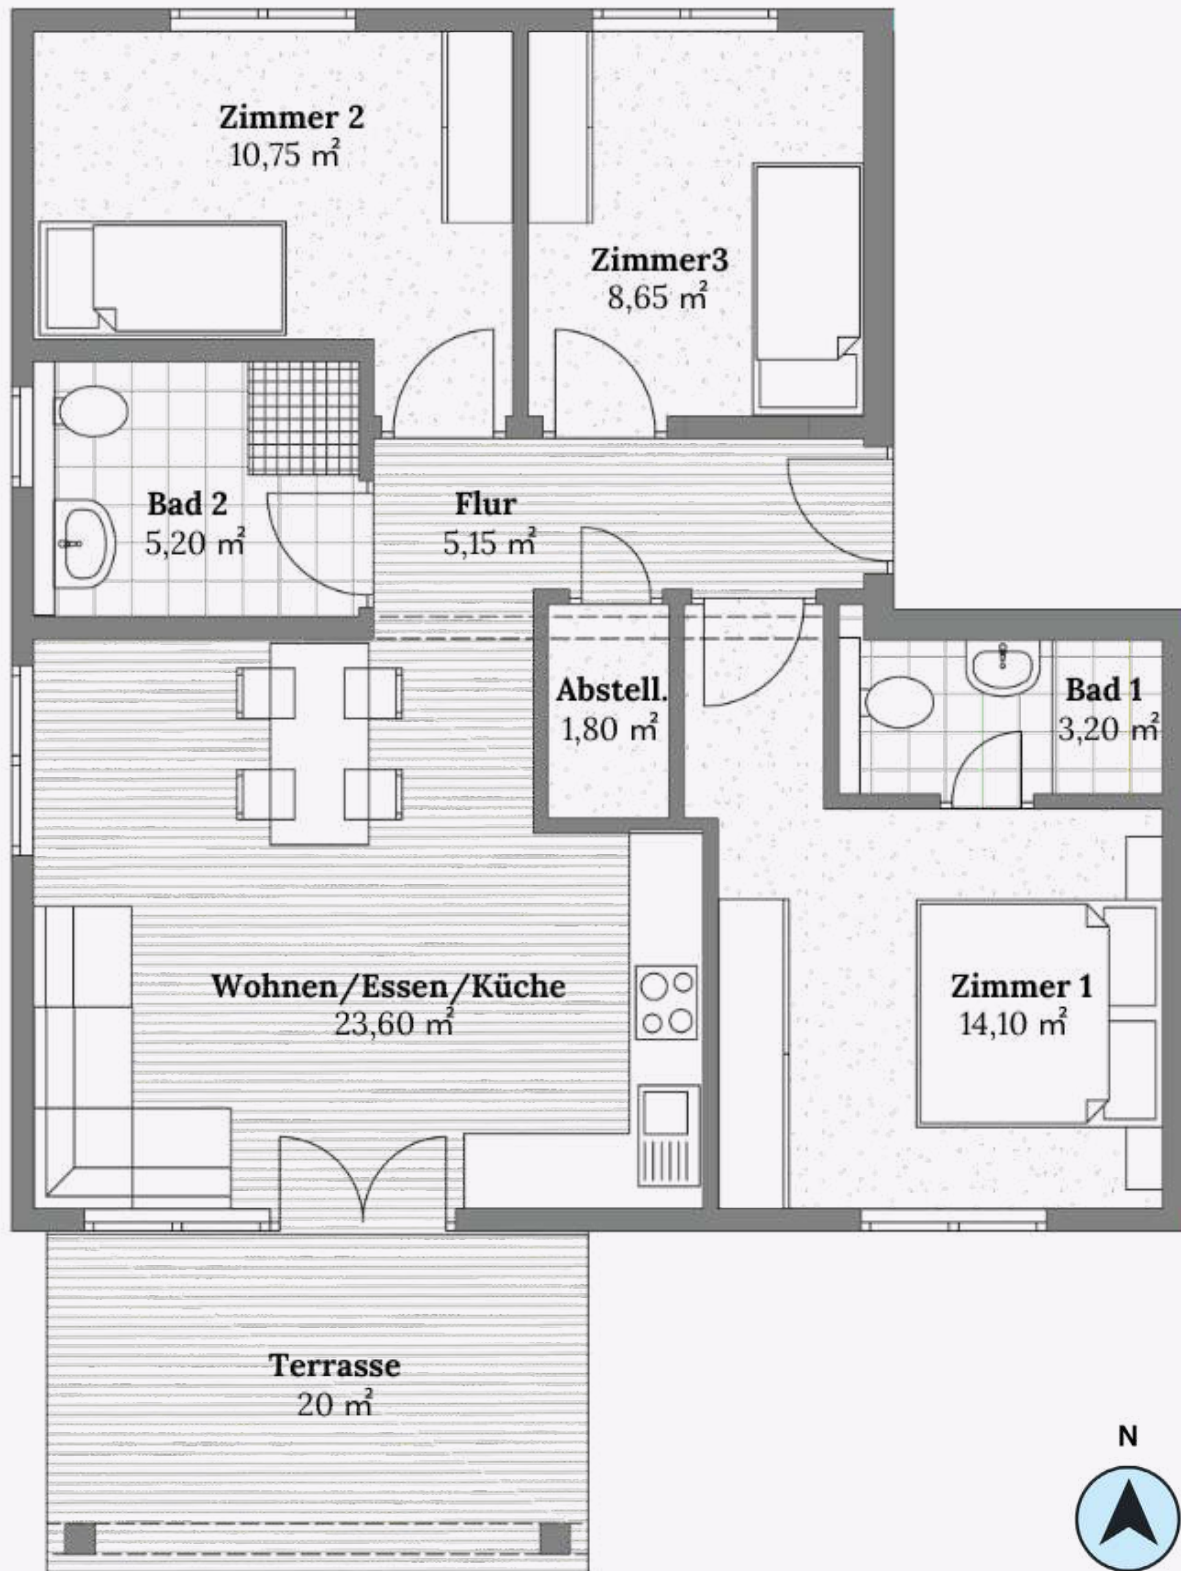 Zimmer 2
10,75 m²
Zimmer3
8,65 m²
Bad 2
5,20 m²
Flur
5,15 m²
Abstell.
1,80 m²
Bad 1
3,20 m²
Wohnen/Essen/Küche
23,60 m²
Zimmer 1
14,10 m²
Terrasse
20 m²
N